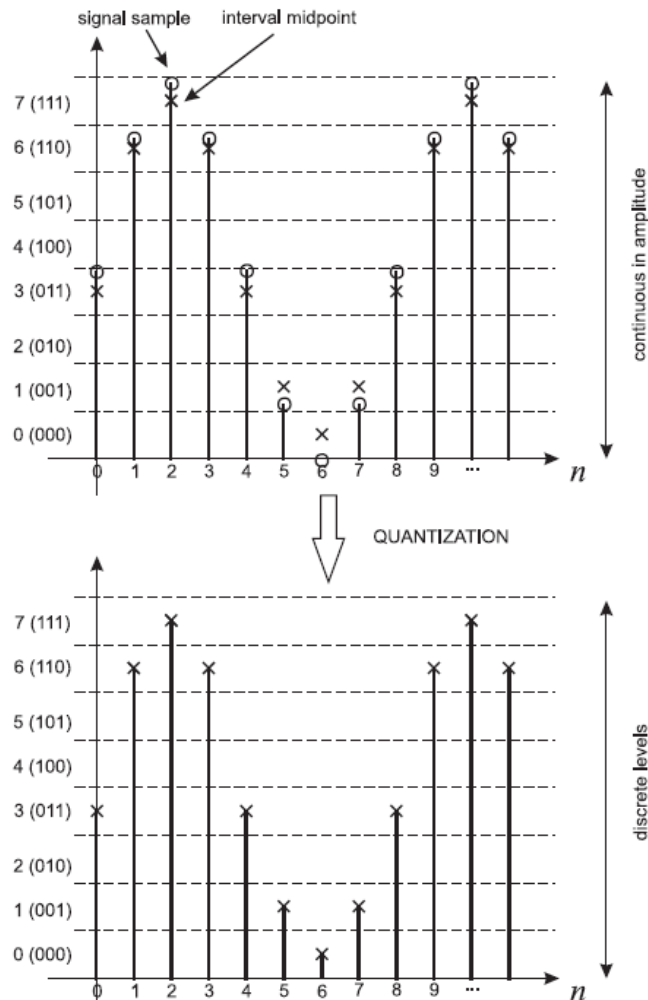 signal sample
interval midpoint
7 (111)
6 (110)
5 (101)
4 (100)
3 (011)
2 (010)
1 (001)
0 (000)
continuous in amplitude
0 1 2 3 4 5 6 7 8 9 ... n
QUANTIZATION
7 (111)
6 (110)
5 (101)
4 (100)
3 (011)
2 (010)
1 (001)
0 (000)
discrete levels
0 1 2 3 4 5 6 7 8 9 ... n